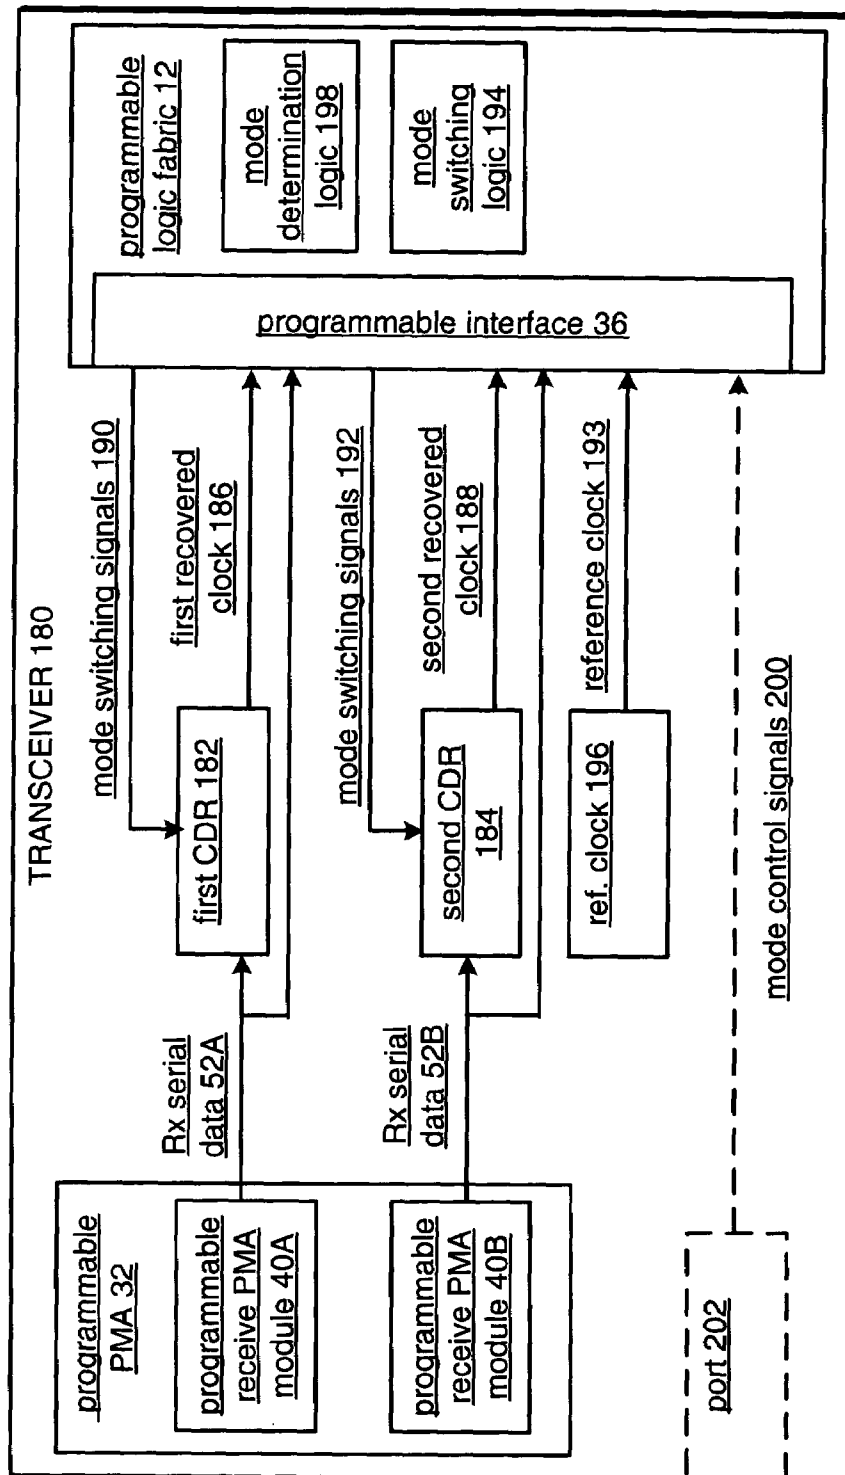 TRANSCEIVER 180
programmable
PMA 32
programmable
receive PMA
module 40A
programmable
receive PMA
module 40B
port 202
Rx serial
data 52A
Rx serial
data 52B
mode switching signals 190
first CDR 182
first recovered
clock 186
mode switching signals 192
second CDR
184
second recovered
clock 188
ref. clock 196
reference clock 193
mode control signals 200
programmable interface 36
programmable
logic fabric 12
mode
determination
logic 198
mode
switching
logic 194